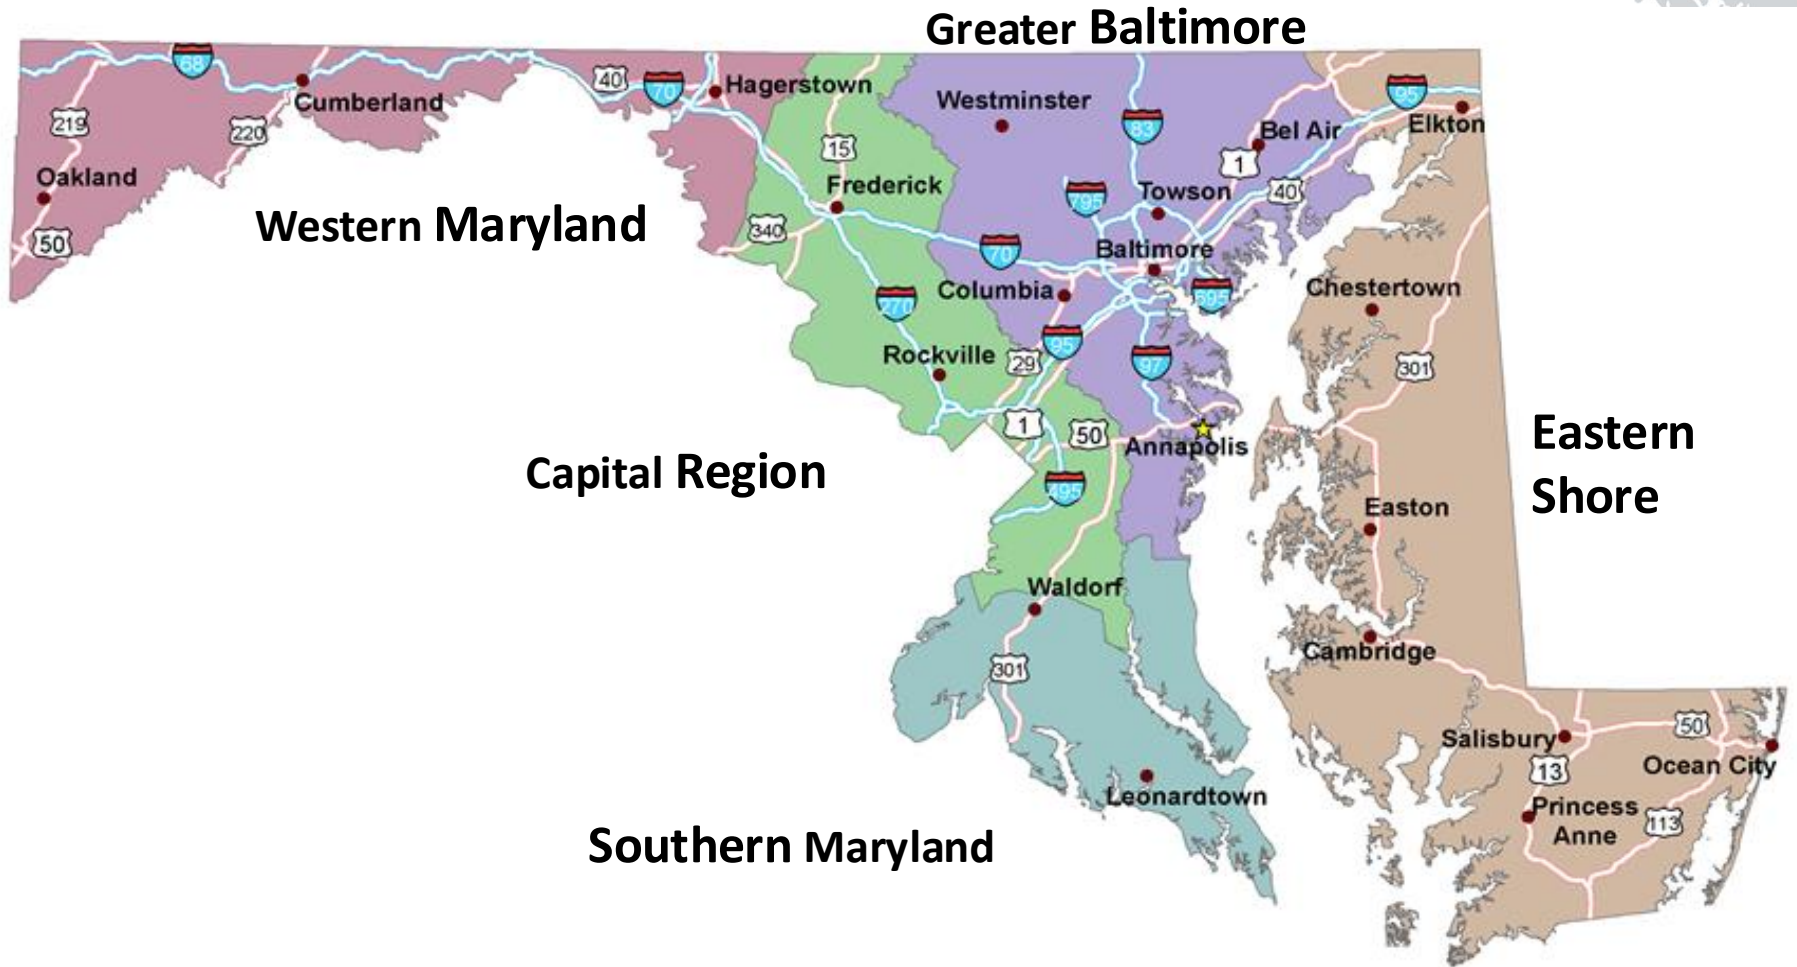 Greater Baltimore
68
40
70
Hagerstown
95
Cumberland
Westminster
219
220
83
Bel Air
Elkton
15
1
Oakland
Frederick
795
Towson
40
Western Maryland
340
50
70
Baltimore
Columbia
695
Chestertown
270
95
Rockville
29
97
301
1
50
Annapolis
Eastern
Shore
Capital Region
495
Easton
Waldorf
Cambridge
301
Salisbury
50
13
Ocean City
Leonardtown
Princess
Anne
113
Southern Maryland